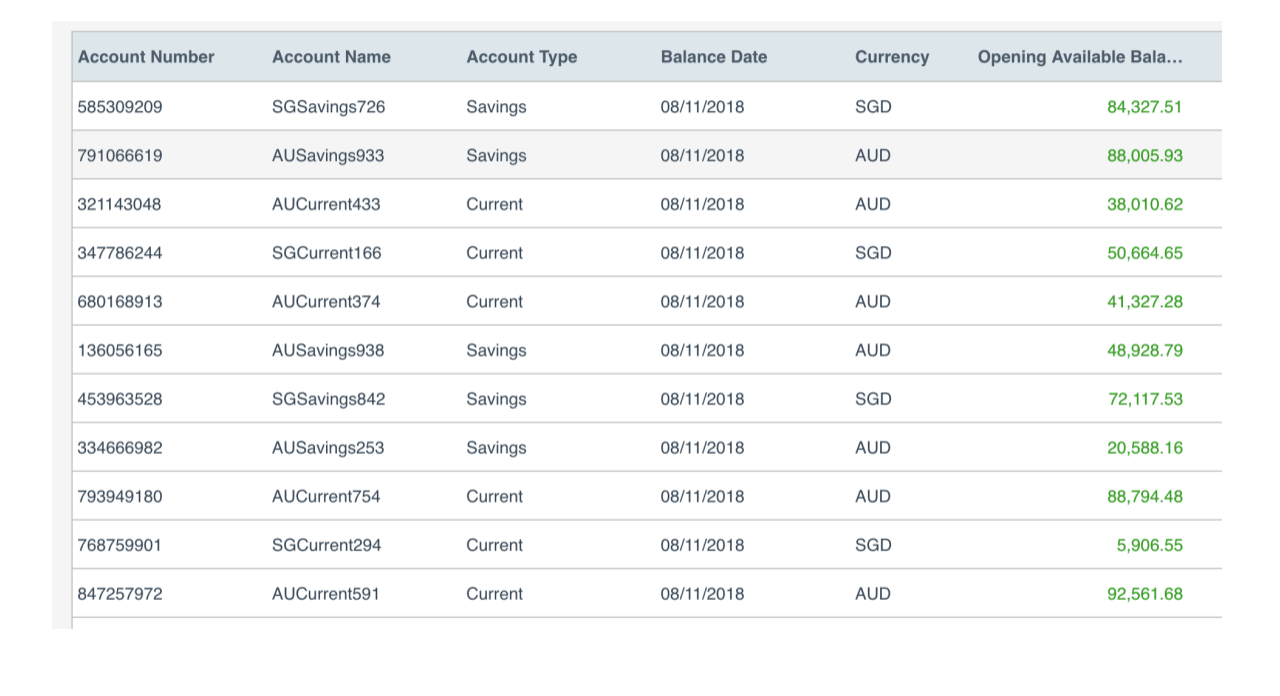 Account Number Account Name Account Type Balance Date Currency Opening Available Bala...
585309209 SGSavings726 Savings 08/11/2018 SGD 84,327.51
791066619 AUSavings933 Savings 08/11/2018 AUD 88,005.93
321143048 AUCurrent433 Current 08/11/2018 AUD 38,010.62
347786244 SGCurrent166 Current 08/11/2018 SGD 50,664.65
680168913 AUCurrent374 Current 08/11/2018 AUD 41,327.28
136056165 AUSavings938 Savings 08/11/2018 AUD 48,928.79
453963528 SGSavings842 Savings 08/11/2018 SGD 72,117.53
334666982 AUSavings253 Savings 08/11/2018 AUD 20,588.16
793949180 AUCurrent754 Current 08/11/2018 AUD 88,794.48
768759901 SGCurrent294 Current 08/11/2018 SGD 5,906.55
847257972 AUCurrent591 Current 08/11/2018 AUD 92,561.68